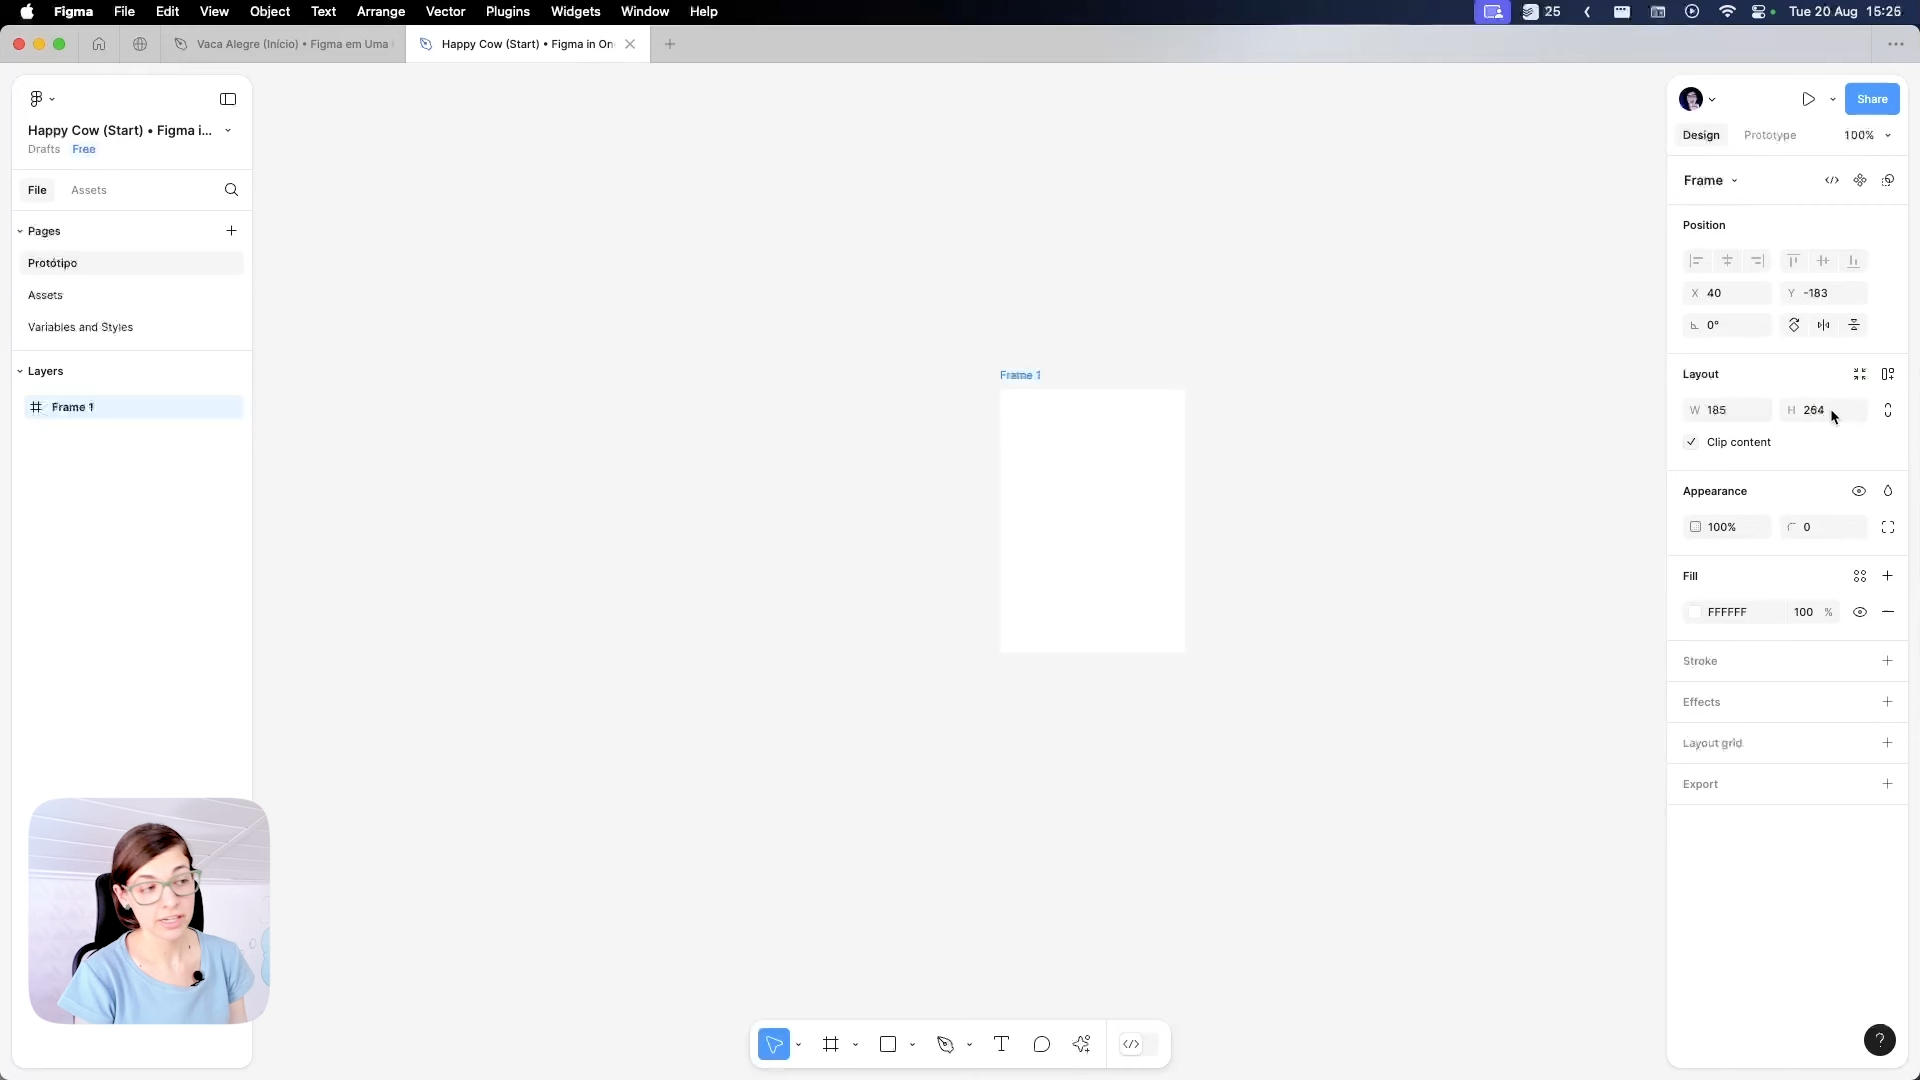 Figma File Edit View Object Text Arrange Vector Plugins Widgets Window Help 25 Tue 20 Aug 15:26
Vaca Alegre (Início) • Figma em Uma
Happy Cow (Start) • Figma in On
Happy Cow (Start) • Figma i...
Drafts Free
File Assets
Pages
Protótipo
Assets
Variables and Styles
Layers
Frame 1
Frame 1
Share
Design Prototype 100%
Frame
Position
X 40 Y -183
0°
Layout
W 185 H 264
Clip content
Appearance
100% 0
Fill
FFFFFF 100 %
Stroke
Effects
Layout grid
Export
?